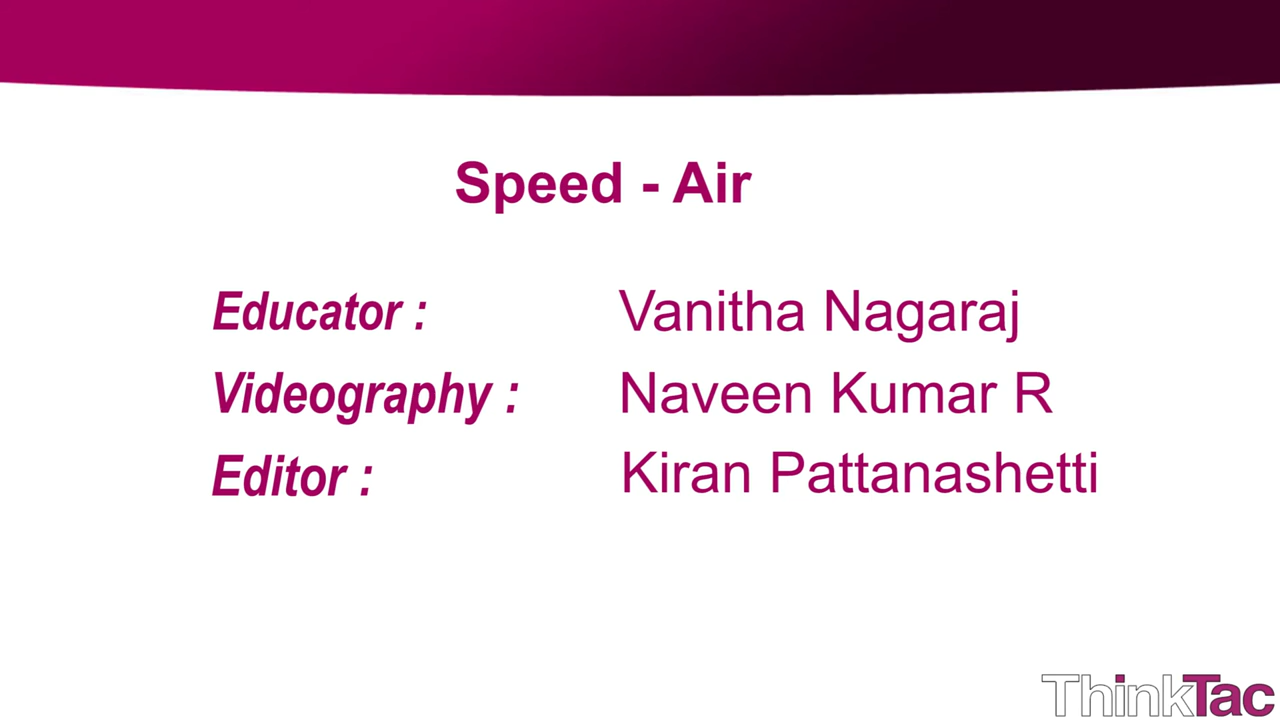 Speed - Air
Educator : Vanitha Nagaraj
Videography : Naveen Kumar R
Editor : Kiran Pattanashetti
ThinkTac